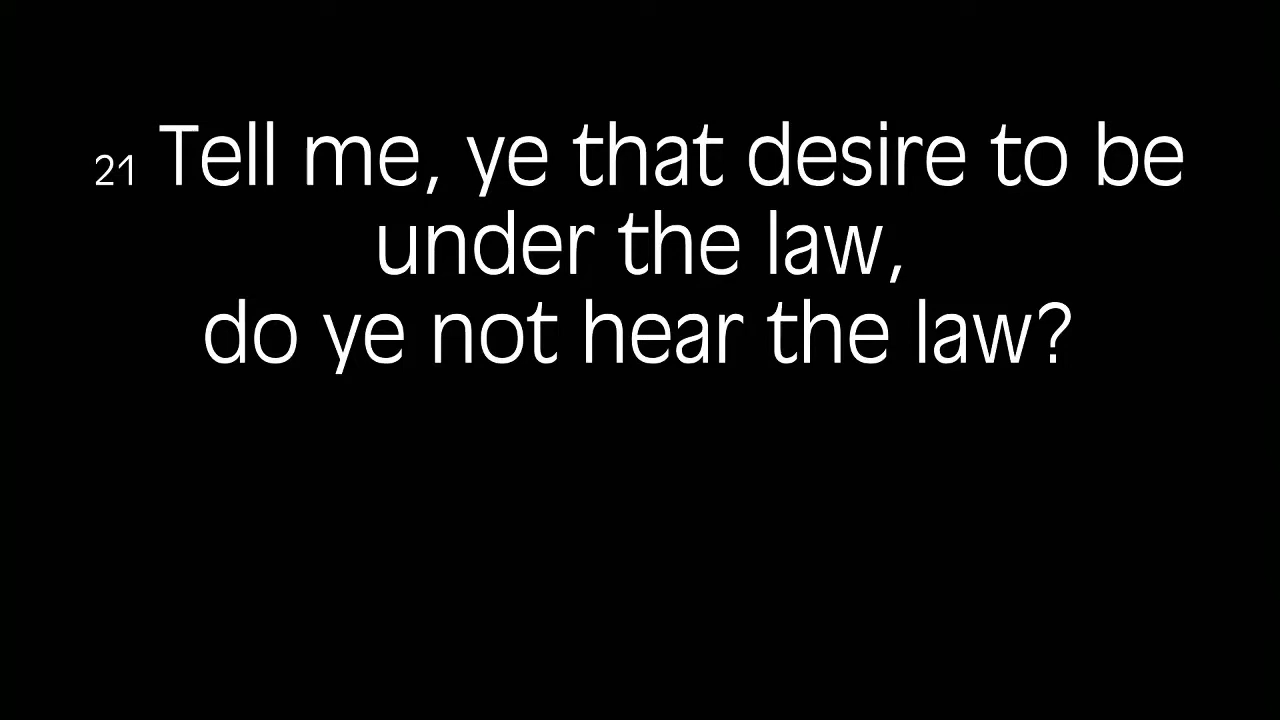 21 Tell me, ye that desire to be
under the law,
do ye not hear the law?